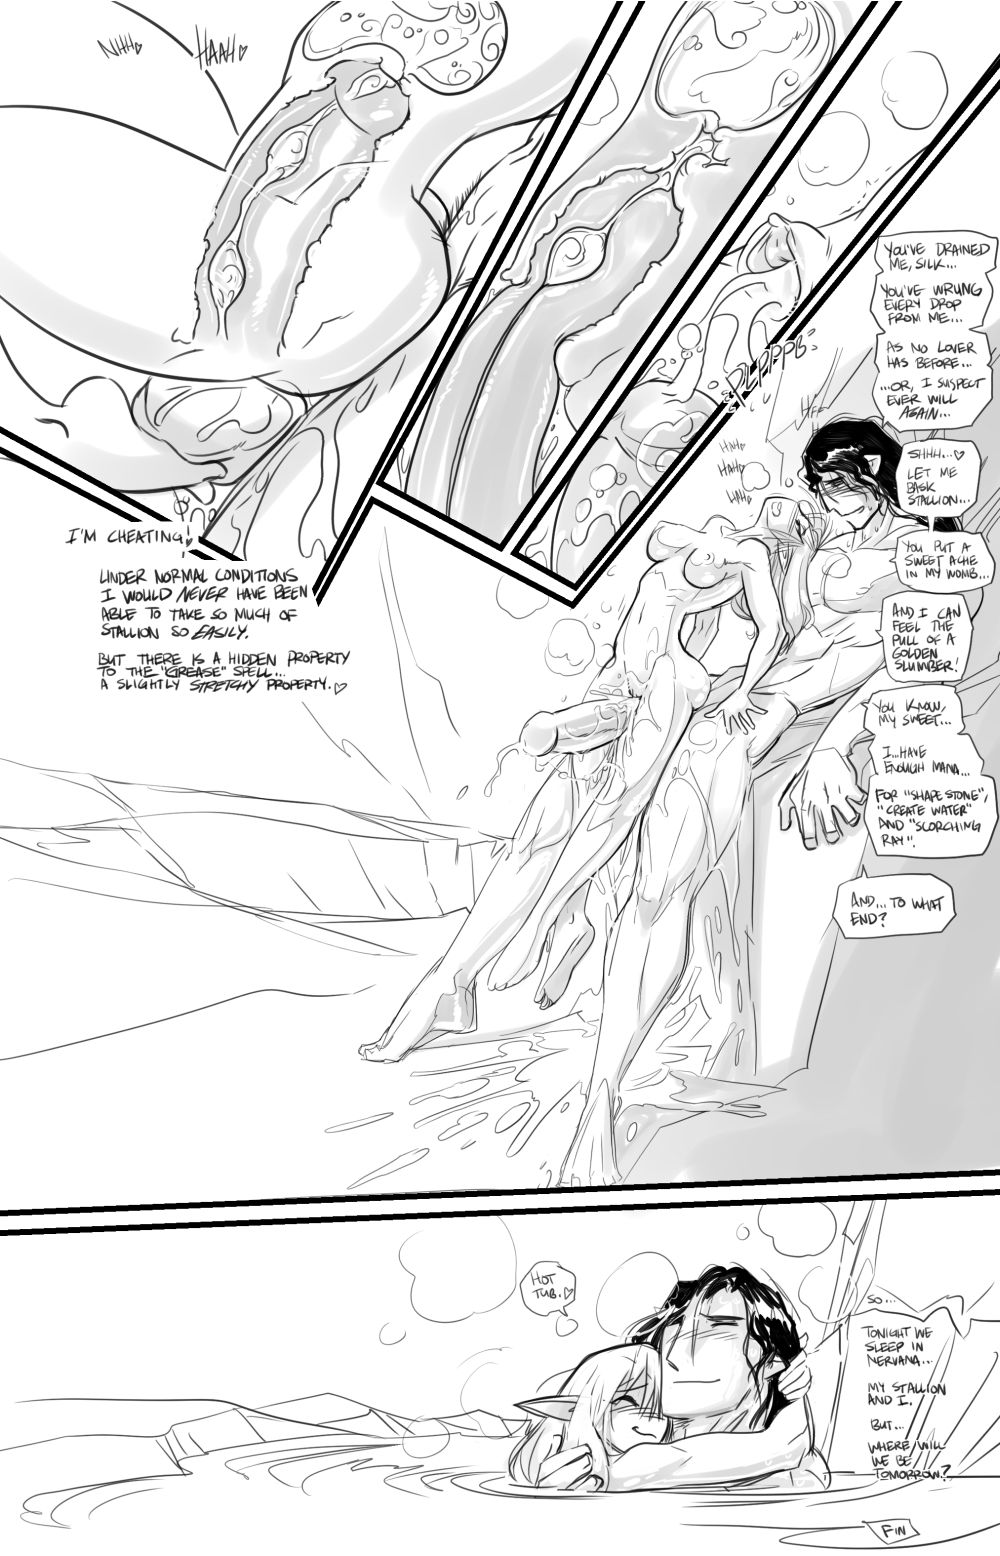 NHH♡
HAAH♡
I'M CHEATING!♡
UNDER NORMAL CONDITIONS
I WOULD NEVER HAVE BEEN
ABLE TO TAKE SO MUCH OF
STALLION SO EASILY.
BUT THERE IS A HIDDEN PROPERTY
TO THE "GREASE" SPELL...
A SLIGHTLY STRETCHY PROPERTY.♡
HAH♡
HAH♡
HAH♡
YOU'VE DRAINED
ME, SILK...
YOU'VE WRUNG
EVERY DROP
FROM ME...
AS NO LOVER
HAS BEFORE...
...OR, I SUSPECT
EVER WILL
AGAIN...
SHHH...♡
LET ME
BASK
STALLION...
YOU PUT A
SWEET ACHE
IN MY WOMB...
AND I CAN
FEEL THE
PULL OF A
GOLDEN
SLUMBER!
YOU KNOW,
MY SWEET...
I...HAVE
ENOUGH MANA...
FOR "SHAPE STONE",
"CREATE WATER"
AND "SCORCHING
RAY".
AND...TO WHAT
END?
HOT
TUB.♡
SO...
TONIGHT WE
SLEEP IN
NERVANA...
MY STALLION
AND I.
BUT...
WHERE WILL
WE BE
TOMORROW?
FIN